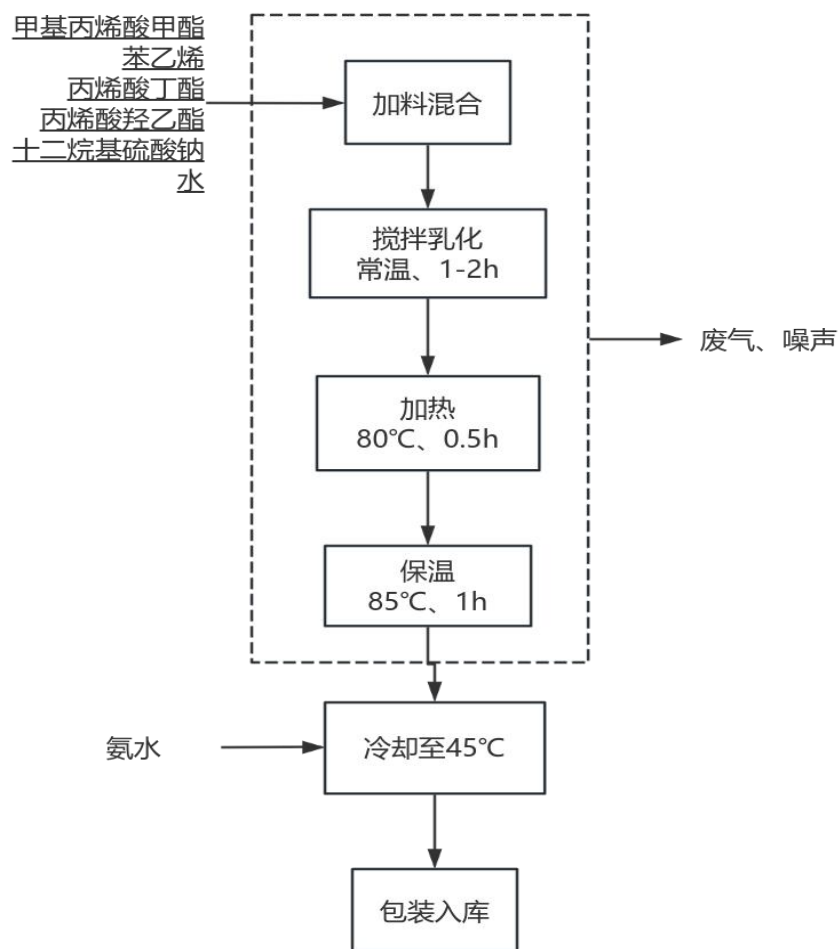 甲基丙烯酸甲酯
苯乙烯
丙烯酸丁酯
丙烯酸羟乙酯
十二烷基硫酸钠
水
加料混合
搅拌乳化
常温、1-2h
加热
80℃、0.5h
保温
85℃、1h
废气、噪声
氨水
冷却至45℃
包装入库